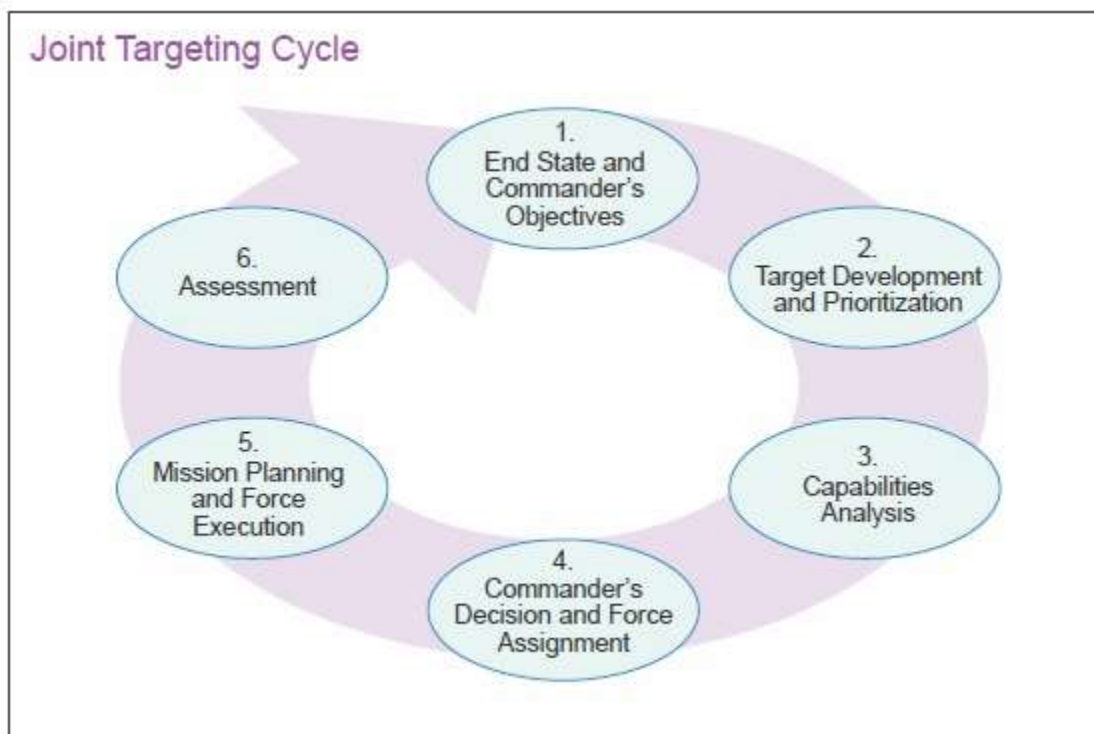 Joint Targeting Cycle
1.
End State and
Commander's
Objectives
2.
Target Development
and Prioritization
3.
Capabilities
Analysis
4.
Commander's
Decision and Force
Assignment
5.
Mission Planning
and Force
Execution
6.
Assessment